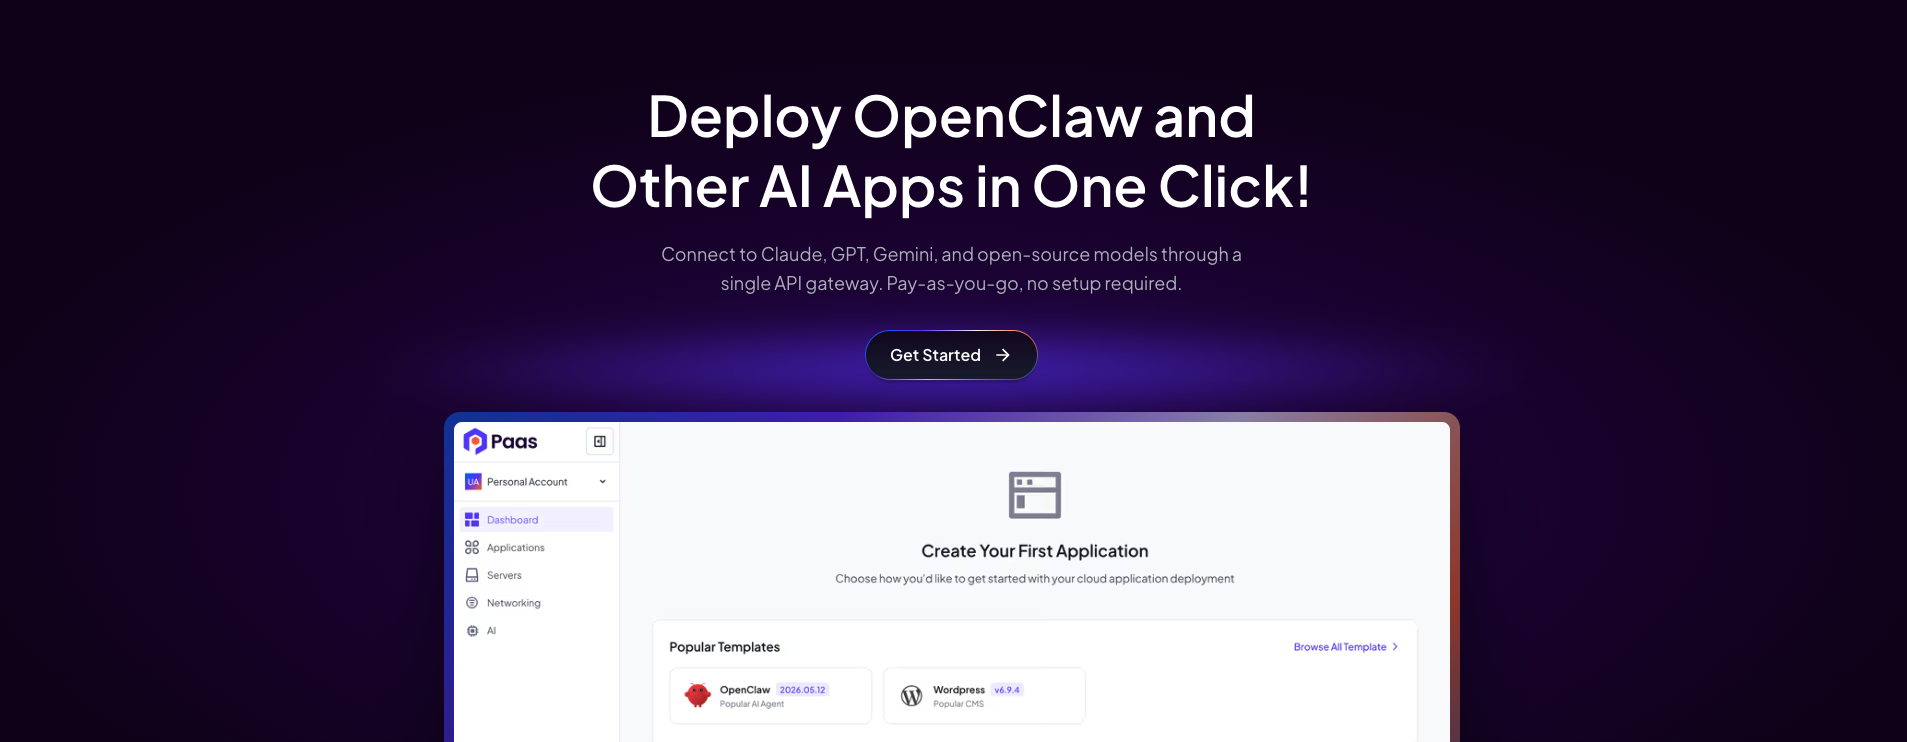 Deploy OpenClaw and
Other AI Apps in One Click!
Connect to Claude, GPT, Gemini, and open-source models through a
single API gateway. Pay-as-you-go, no setup required.
Get Started
Paas
UA Personal Account
Dashboard
Applications
Servers
Networking
AI
Create Your First Application
Choose how you'd like to get started with your cloud application deployment
Popular Templates
Browse All Template
OpenClaw 2026.05.12
Popular AI Agent
Wordpress v6.9.4
Popular CMS